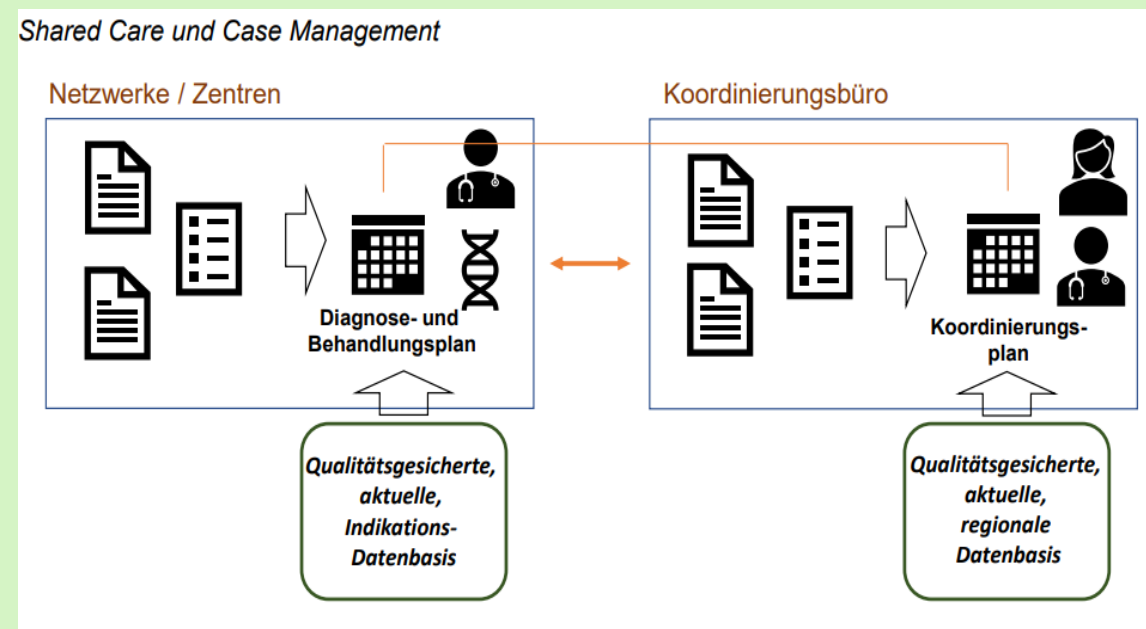 Shared Care und Case Management
Netzwerke / Zentren
Diagnose- und
Behandlungsplan
Qualitätsgesicherte,
aktuelle,
Indikations-
Datenbasis
Koordinierungsbüro
Koordinierungs-
plan
Qualitätsgesicherte,
aktuelle,
regionale
Datenbasis